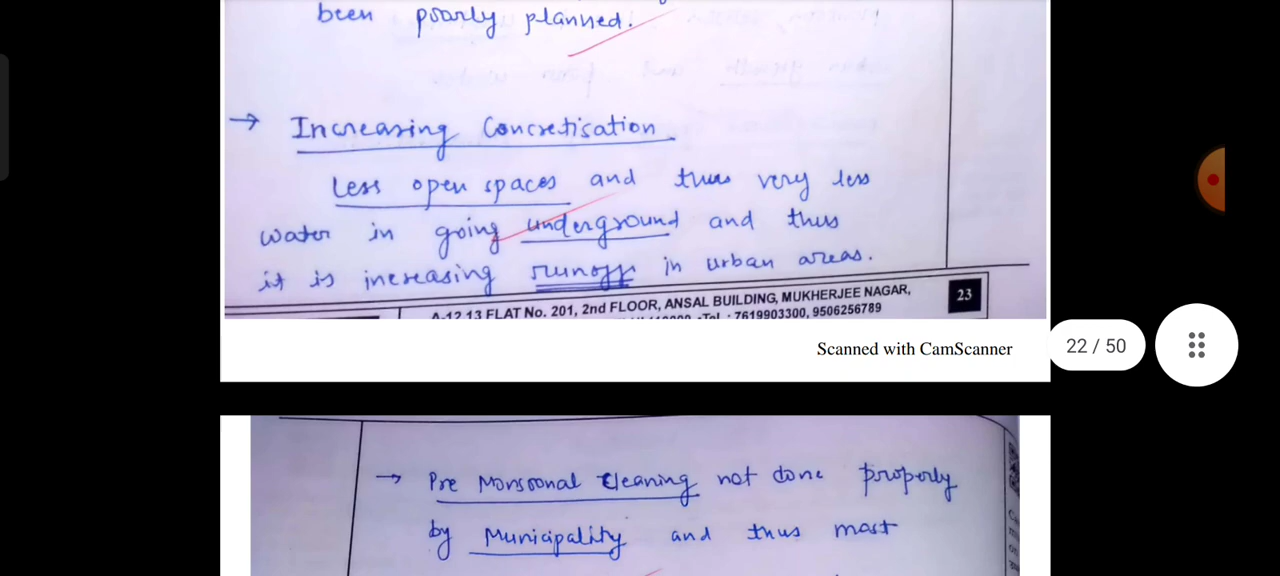 been poorly planned.
→ Increasing Concretisation
Less open spaces and thus very less
water in going underground and thus
it is increasing runoff in urban areas.
A-12 13 FLAT No. 201, 2nd FLOOR, ANSAL BUILDING, MUKHERJEE NAGAR,
Tel : 7619903300, 9506256789
23
Scanned with CamScanner
22 / 50
→ Pre Monsoonal Cleaning not done properly
by Municipality and thus most